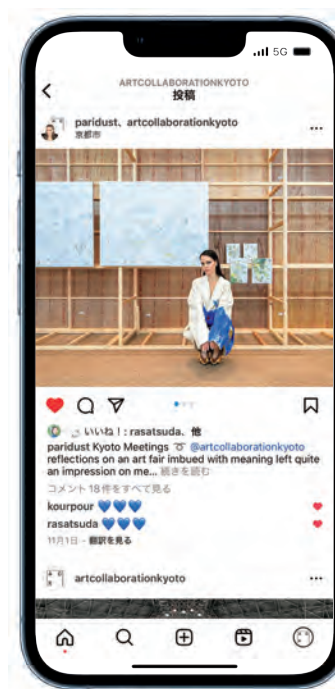 5G
ARTCOLLABORATIONKYOTO
投稿
paridust、artcollaborationkyoto
京都市
いいね！: rasatsuda、他
paridust Kyoto Meetings ➰ @artcollaborationkyoto
reflections on an art fair imbued with meaning left quite
an impression on me... 続きを読む
コメント18件をすべて見る
kourpour 💙💙💙
rasatsuda 💙💙💙
11月1日・翻訳を見る
artcollaborationkyoto